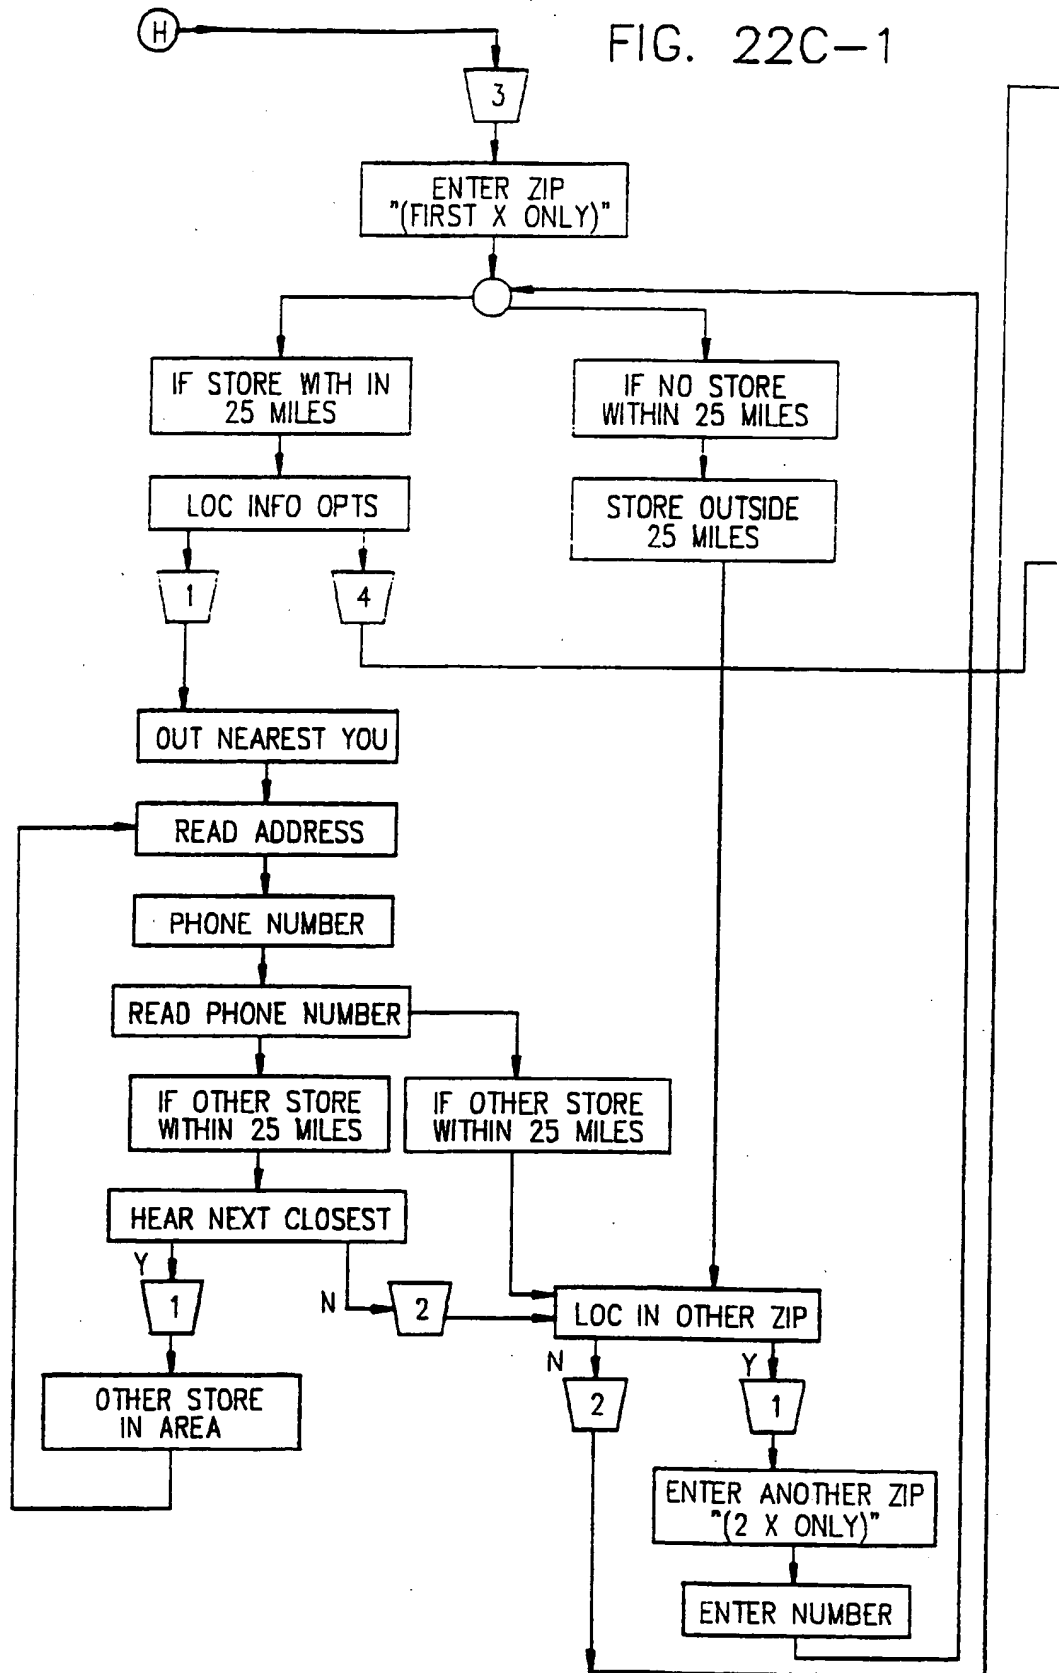 H
FIG. 22C-1
3
ENTER ZIP
"(FIRST X ONLY)"
IF STORE WITH IN
25 MILES
IF NO STORE
WITHIN 25 MILES
LOC INFO OPTS
STORE OUTSIDE
25 MILES
1
4
OUT NEAREST YOU
READ ADDRESS
PHONE NUMBER
READ PHONE NUMBER
IF OTHER STORE
WITHIN 25 MILES
IF OTHER STORE
WITHIN 25 MILES
HEAR NEXT CLOSEST
Y
1
N
2
LOC IN OTHER ZIP
N
2
Y
1
OTHER STORE
IN AREA
ENTER ANOTHER ZIP
"(2 X ONLY)"
ENTER NUMBER